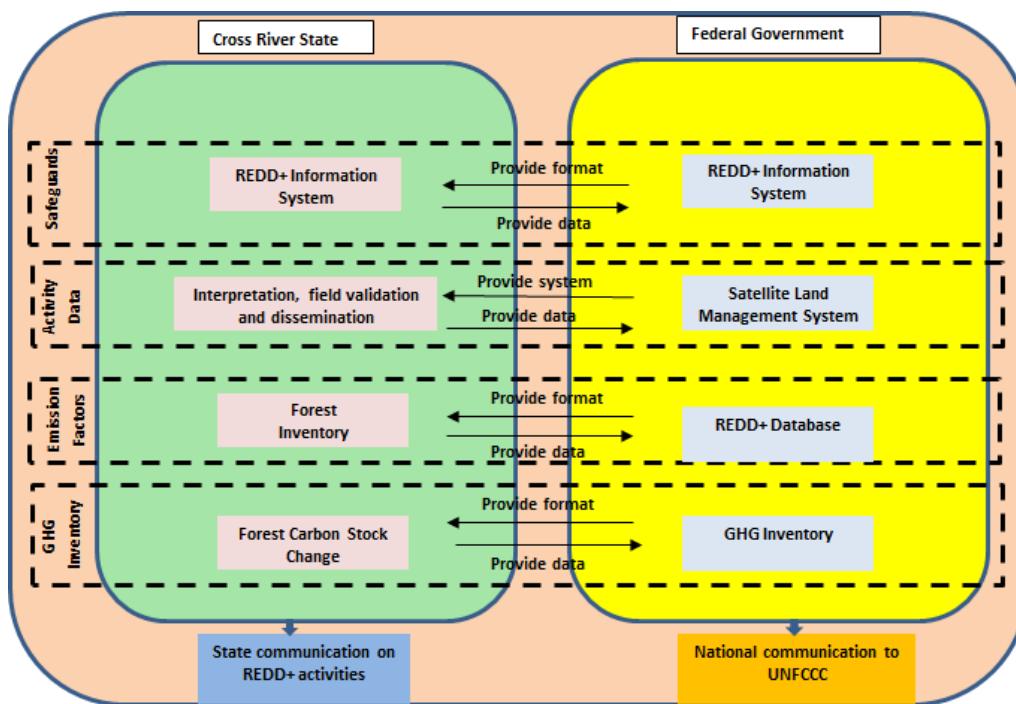 Cross River State
Federal Government
Safeguards
REDD+ Information
System
Provide format
Provide data
REDD+ Information
System
Activity
Data
Interpretation, field validation
and dissemination
Provide system
Provide data
Satellite Land
Management System
Emission
Factors
Forest
Inventory
Provide format
Provide data
REDD+ Database
GHG
Inventory
Forest Carbon Stock
Change
Provide format
Provide data
GHG Inventory
State communication on
REDD+ activities
National communication to
UNFCCC